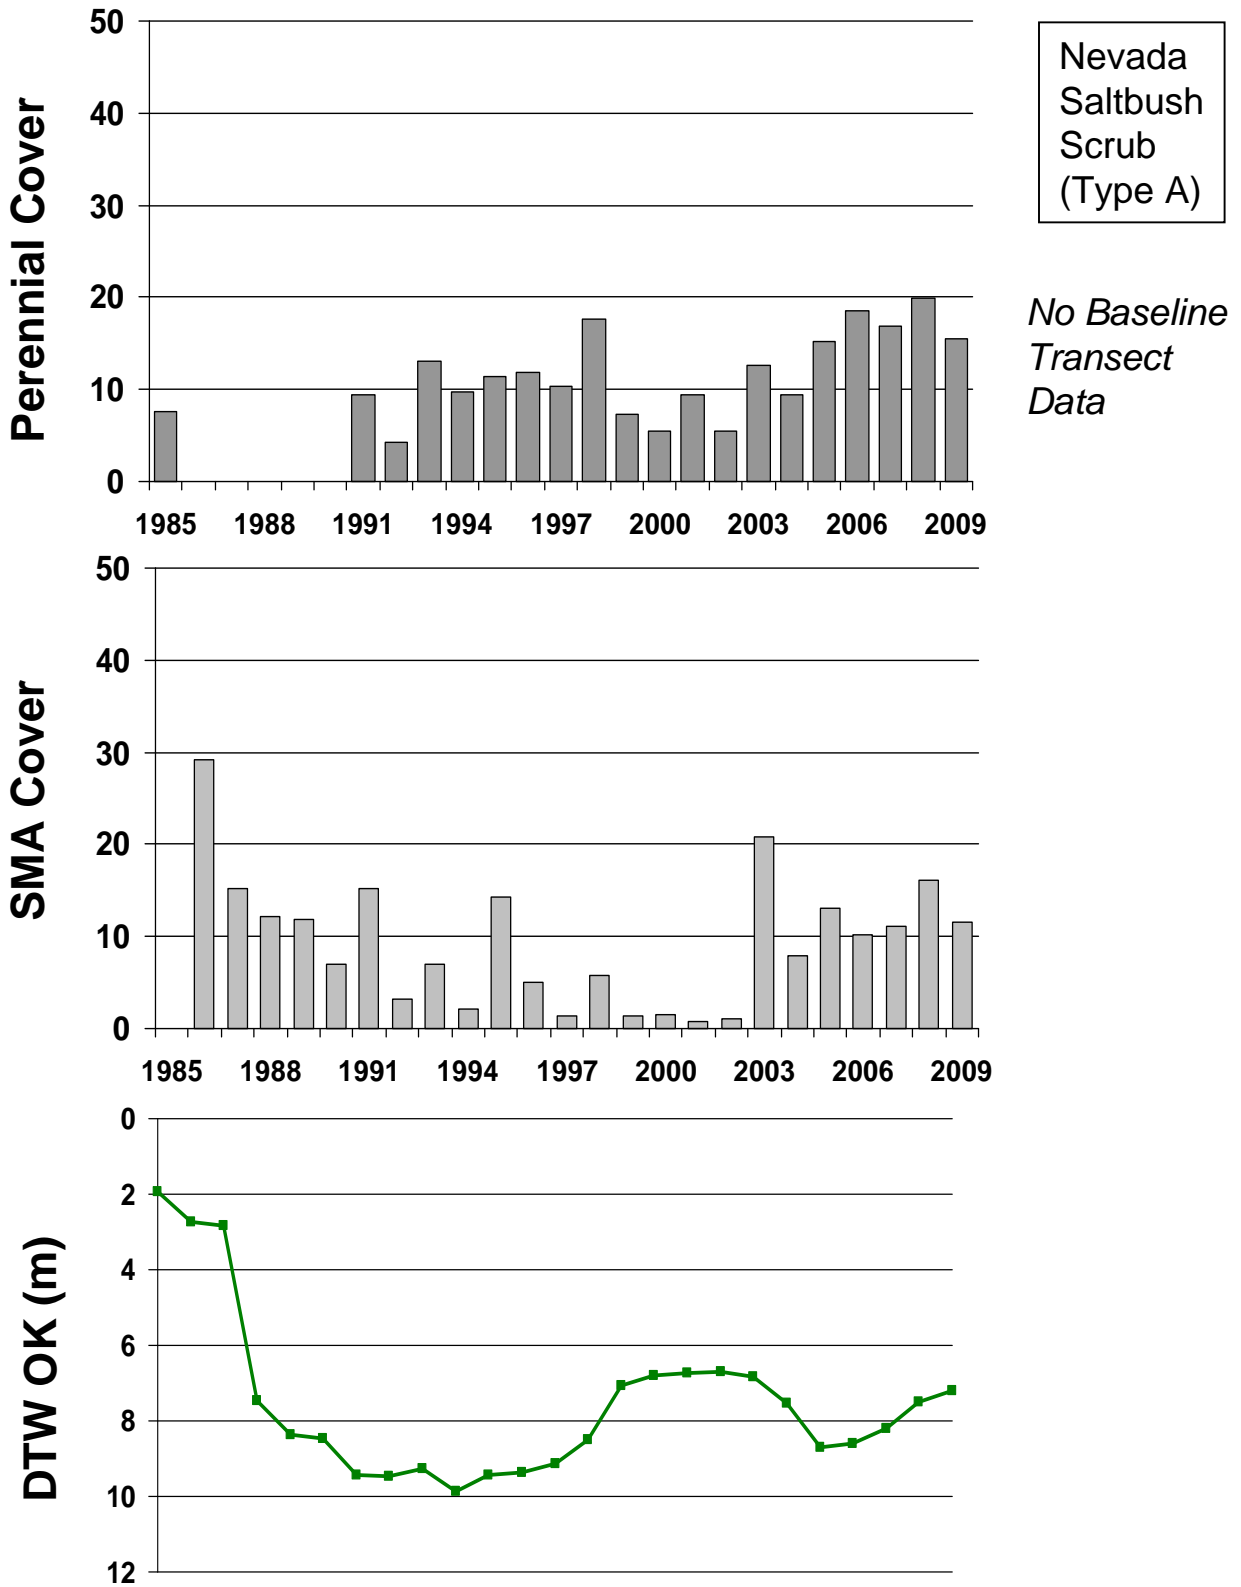 Perennial Cover
50
40
30
20
10
0
1985 1988 1991 1994 1997 2000 2003 2006 2009
Nevada
Saltbush
Scrub
(Type A)
No Baseline
Transect
Data
SMA Cover
50
40
30
20
10
0
1985 1988 1991 1994 1997 2000 2003 2006 2009
DTW OK (m)
0
2
4
6
8
10
12